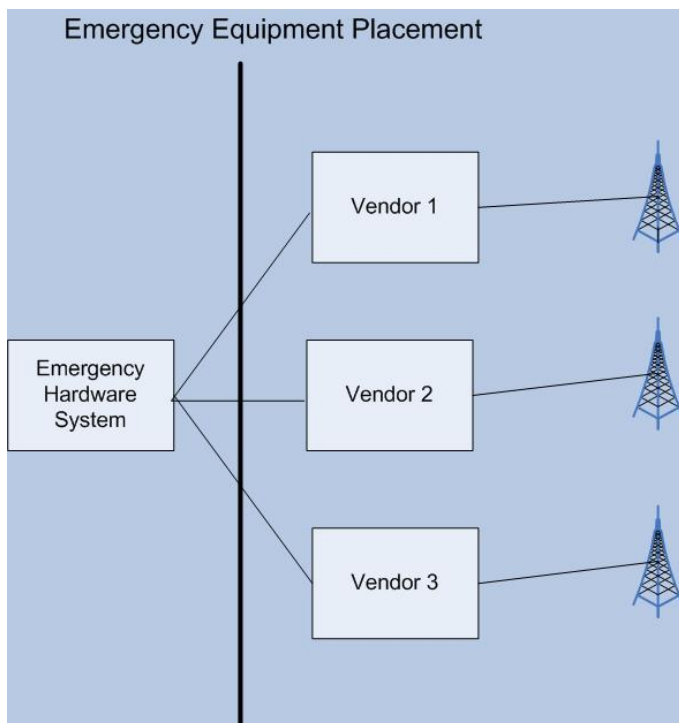 Emergency Equipment Placement
Vendor 1
Emergency
Hardware
System
Vendor 2
Vendor 3